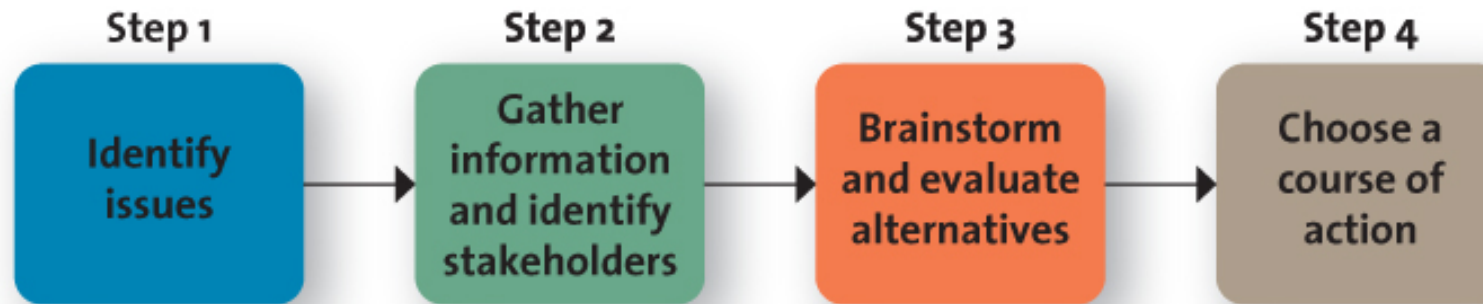 Step 1
Step 2
Step 3
Step 4
Identify
issues
Gather
information
and identify
stakeholders
Brainstorm
and evaluate
alternatives
Choose a
course of
action